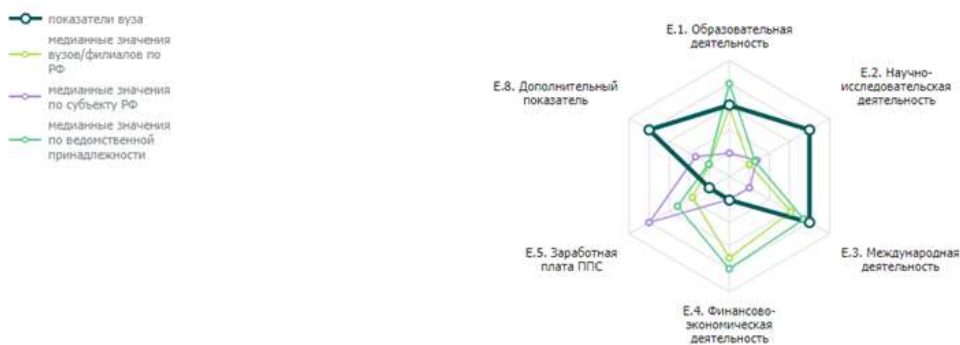 показатели вуза
медианные значения
вузов/филиалов по
РФ
медианные значения
по субъекту РФ
медианные значения
по ведомственной
принадлежности
E.1. Образовательная
деятельность
E.2. Научно-
исследовательская
деятельность
E.3. Международная
деятельность
E.4. Финансово-
экономическая
деятельность
E.5. Заработная
плата ППС
E.8. Дополнительный
показатель